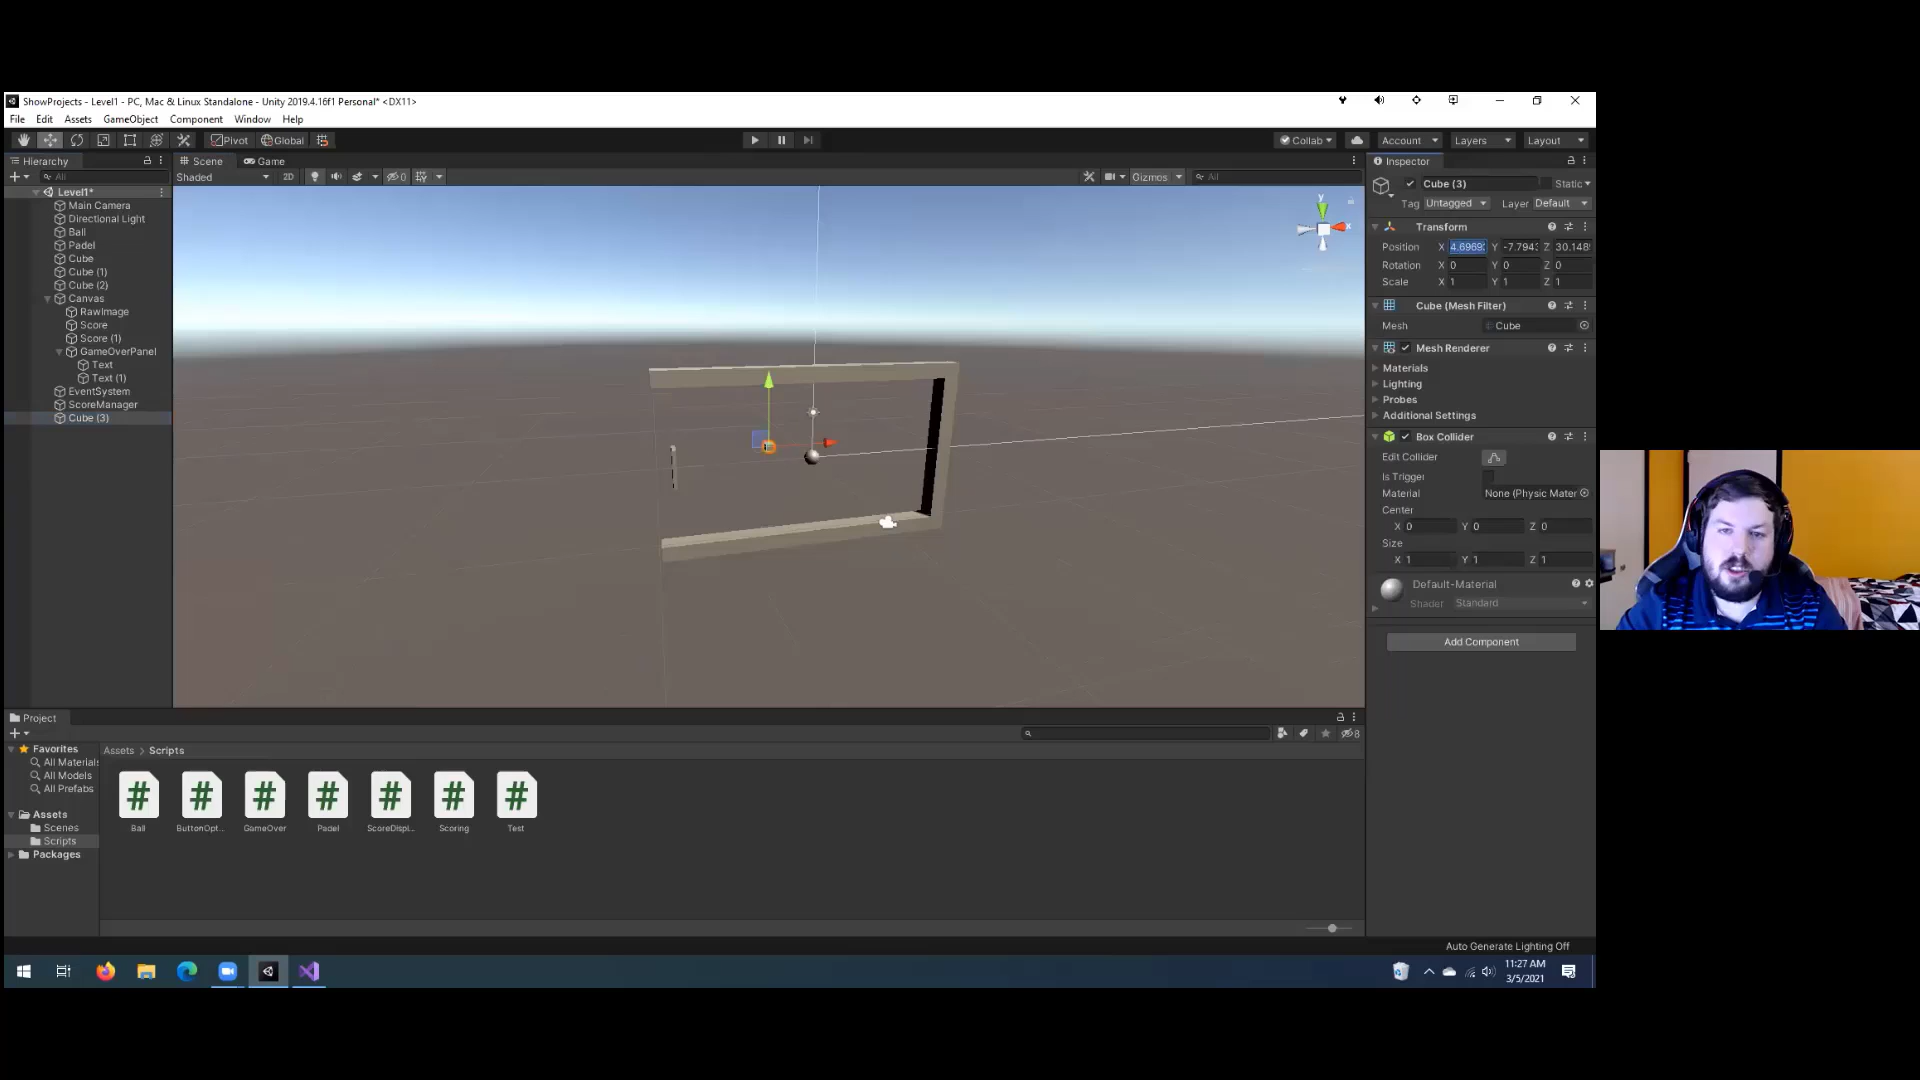 ShowProjects - Level1 - PC, Mac & Linux Standalone - Unity 2019.4.16f1 Personal* <DX11>
File Edit Assets GameObject Component Window Help
Pivot Global Collab Account Layers Layout
Hierarchy
All
Level1*
Main Camera
Directional Light
Ball
Padel
Cube
Cube (1)
Cube (2)
Canvas
RawImage
Score
Score (1)
GameOverPanel
Text
Text (1)
EventSystem
ScoreManager
Cube (3)
Scene Game
Shaded 2D 0 Gizmos All
y
x
Inspector
Cube (3) Static
Tag Untagged Layer Default
Transform
Position X 4.6969 Y -7.794 Z 30.148
Rotation X 0 Y 0 Z 0
Scale X 1 Y 1 Z 1
Cube (Mesh Filter)
Mesh Cube
Mesh Renderer
Materials
Lighting
Probes
Additional Settings
Box Collider
Edit Collider
Is Trigger
Material None (Physic Mater
Center
X 0 Y 0 Z 0
Size
X 1 Y 1 Z 1
Default-Material
Shader Standard
Add Component
Project
Favorites
All Materials
All Models
All Prefabs
Assets
Scenes
Scripts
Packages
Assets > Scripts
8
# # # # # # #
Ball ButtonOpt... GameOver Padel ScoreDispl... Scoring Test
Auto Generate Lighting Off
11:27 AM
3/5/2021